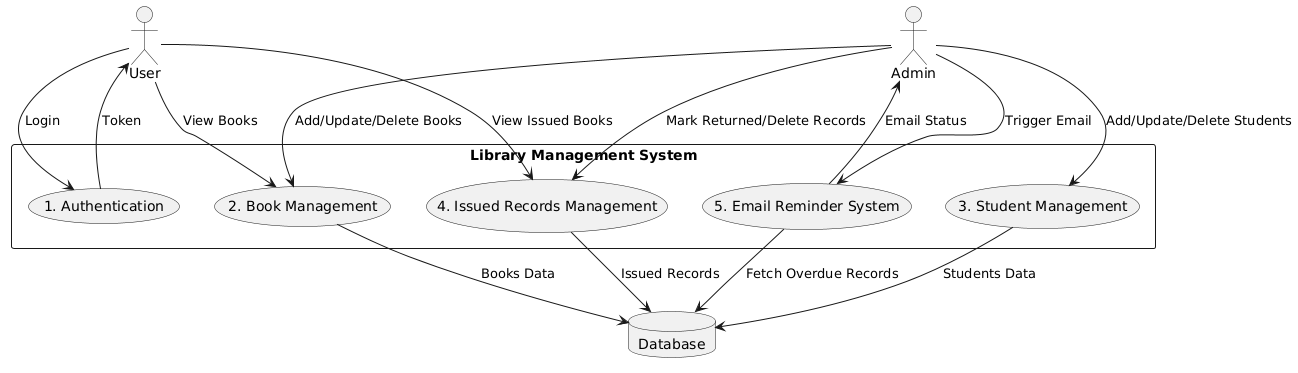 User
Admin
Login
Token
View Books
Add/Update/Delete Books
View Issued Books
Mark Returned/Delete Records
Email Status
Trigger Email
Add/Update/Delete Students
Library Management System
1. Authentication
2. Book Management
4. Issued Records Management
5. Email Reminder System
3. Student Management
Books Data
Issued Records
Fetch Overdue Records
Students Data
Database